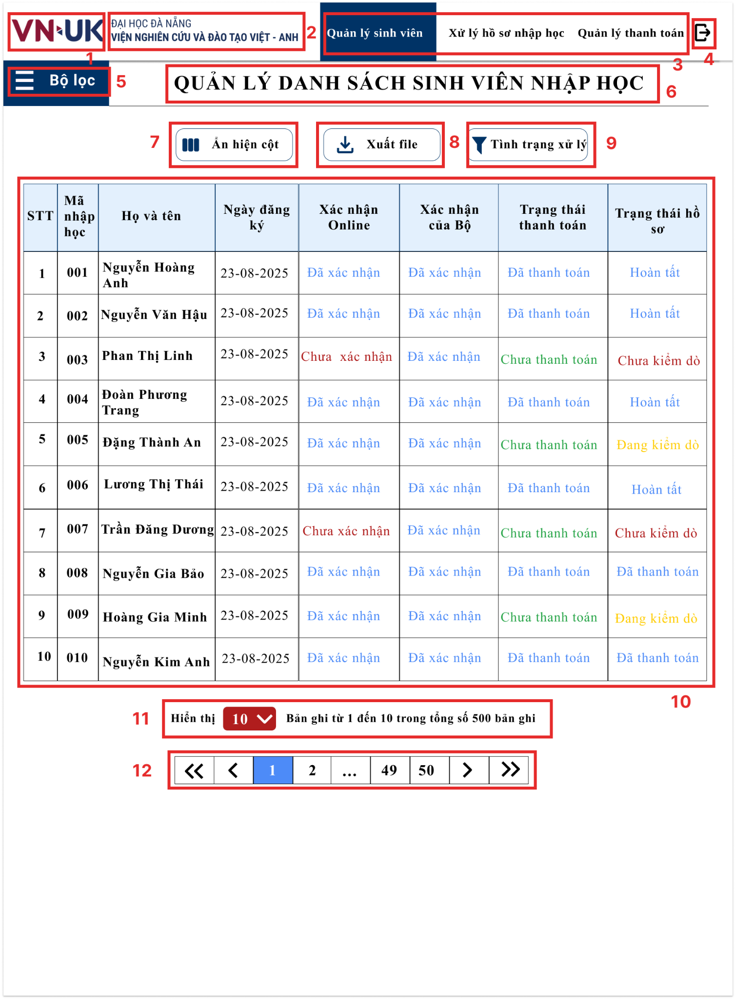 VN UK
ĐẠI HỌC ĐÀ NẴNG
VIỆN NGHIÊN CỨU VÀ ĐÀO TẠO VIỆT - ANH
1
2
Quản lý sinh viên
Xử lý hồ sơ nhập học
Quản lý thanh toán
3
4
Bộ lọc
5
QUẢN LÝ DANH SÁCH SINH VIÊN NHẬP HỌC
6
7
Ẩn hiện cột
Xuất file
8
Tình trạng xử lý
9
STT
Mã
nhập
học
Họ và tên
Ngày đăng
ký
Xác nhận
Online
Xác nhận
của Bộ
Trạng thái
thanh toán
Trạng thái hồ
sơ
1 001 Nguyễn Hoàng
Anh
23-08-2025 Đã xác nhận Đã xác nhận Đã thanh toán Hoàn tất
2 002 Nguyễn Văn Hậu 23-08-2025 Đã xác nhận Đã xác nhận Đã thanh toán Hoàn tất
3 003 Phan Thị Linh 23-08-2025 Chưa xác nhận Đã xác nhận Chưa thanh toán Chưa kiểm dò
4 004 Đoàn Phương
Trang
23-08-2025 Đã xác nhận Đã xác nhận Đã thanh toán Hoàn tất
5 005 Đặng Thành An 23-08-2025 Đã xác nhận Đã xác nhận Chưa thanh toán Đang kiểm dò
6 006 Lương Thị Thái 23-08-2025 Đã xác nhận Đã xác nhận Đã thanh toán Hoàn tất
7 007 Trần Đăng Dương 23-08-2025 Chưa xác nhận Đã xác nhận Chưa thanh toán Chưa kiểm dò
8 008 Nguyễn Gia Bảo 23-08-2025 Đã xác nhận Đã xác nhận Đã thanh toán Đã thanh toán
9 009 Hoàng Gia Minh 23-08-2025 Đã xác nhận Đã xác nhận Chưa thanh toán Đang kiểm dò
10 010 Nguyễn Kim Anh 23-08-2025 Đã xác nhận Đã xác nhận Đã thanh toán Đã thanh toán
10
11
Hiển thị 10 Bản ghi từ 1 đến 10 trong tổng số 500 bản ghi
12
1 2 ... 49 50